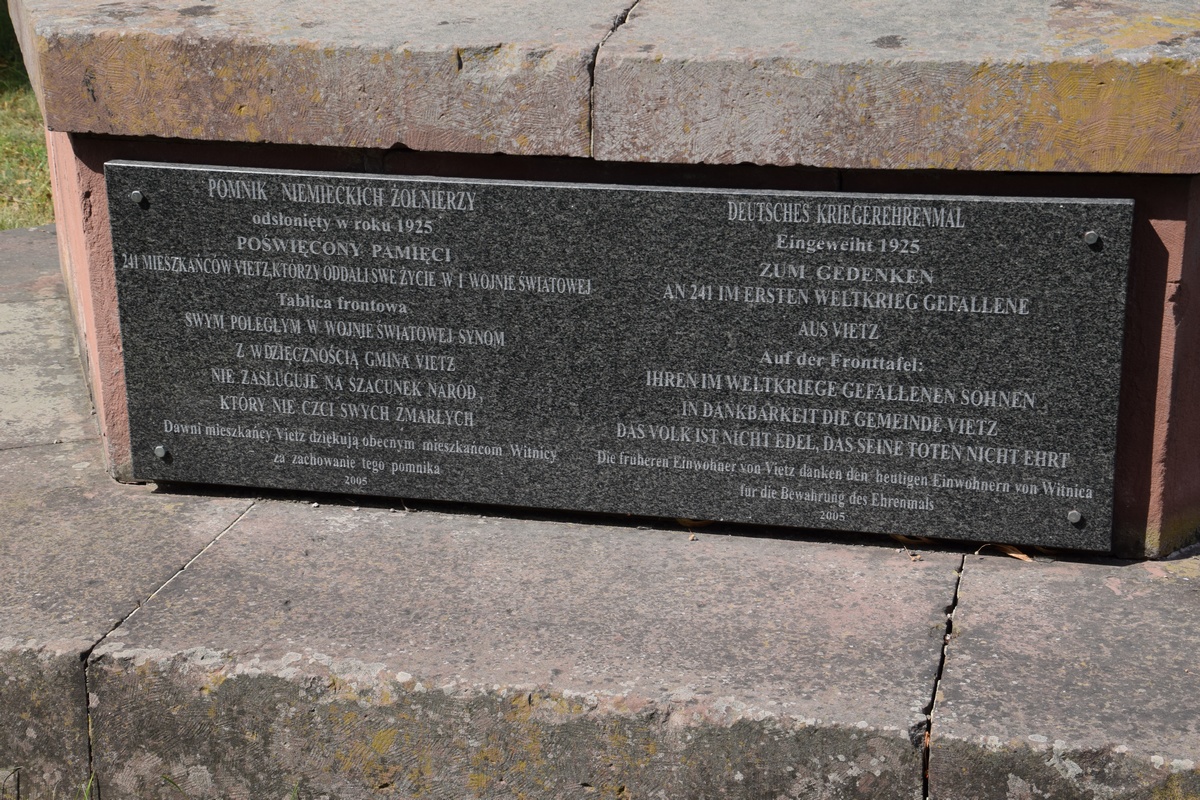 POMNIK NIEMIECKICH ŻOŁNIERZY
odsłonięty w roku 1925
POŚWIĘCONY PAMIĘCI
241 MIESZKAŃCÓW VIETZ,KTÓRZY ODDALI SWE ŻYCIE W I WOJNIE ŚWIATOWEJ
Tablica frontowa
SWYM POLEGŁYM W WOJNIE ŚWIATOWEJ SYNOM
Z WDZIĘCZNOŚCIĄ GMINA VIETZ
NIE ZASŁUGUJE NA SZACUNEK NARÓD,
KTÓRY NIE CZCI SWYCH ZMARŁYCH
Dawni mieszkańcy Vietz dziękują obecnym mieszkańcom Witnicy
za zachowanie tego pomnika
2005
DEUTSCHES KRIEGEREHRENMAL
Eingeweiht 1925
ZUM GEDENKEN
AN 241 IM ERSTEN WELTKRIEG GEFALLENE
AUS VIETZ
Auf der Fronttafel:
IHREN IM WELTKRIEGE GEFALLENEN SÖHNEN
IN DANKBARKEIT DIE GEMEINDE VIETZ
DAS VOLK IST NICHT EDEL, DAS SEINE TOTEN NICHT EHRT
Die früheren Einwohner von Vietz danken den heutigen Einwohnern von Witnica
für die Bewahrung des Ehrenmals
2005